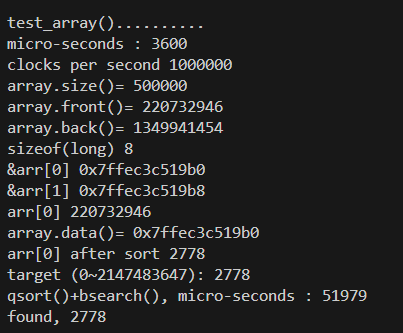 test_array()..........
micro-seconds : 3600
clocks per second 1000000
array.size()= 500000
array.front()= 220732946
array.back()= 1349941454
sizeof(long) 8
&arr[0] 0x7ffec3c519b0
&arr[1] 0x7ffec3c519b8
arr[0] 220732946
array.data()= 0x7ffec3c519b0
arr[0] after sort 2778
target (0~2147483647): 2778
qsort()+bsearch(), micro-seconds : 51979
found, 2778